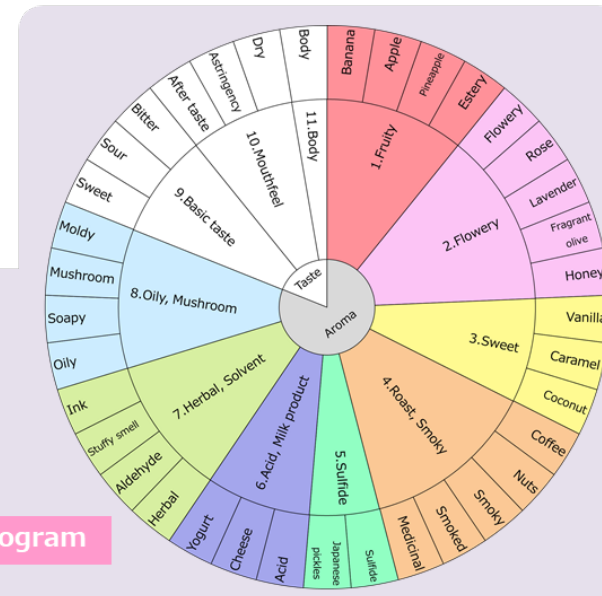 Taste
Aroma
1.Fruity
Banana
Apple
Pineapple
Estery
2.Flowery
Flowery
Rose
Lavender
Fragrant
olive
Honey
3.Sweet
Vanilla
Caramel
Coconut
4.Roast, Smoky
Coffee
Nuts
Smoky
Smoked
Medicinal
5.Sulfide
Sulfide
Japanese
pickles
6.Acid, Milk product
Acid
Cheese
Yogurt
7.Herbal, Solvent
Herbal
Aldehyde
Stuffy smell
Ink
8.Oily, Mushroom
Oily
Soapy
Mushroom
Moldy
9.Basic taste
Sweet
Sour
Bitter
10.Mouthfeel
After taste
Astringency
Dry
11.Body
Body
ogram